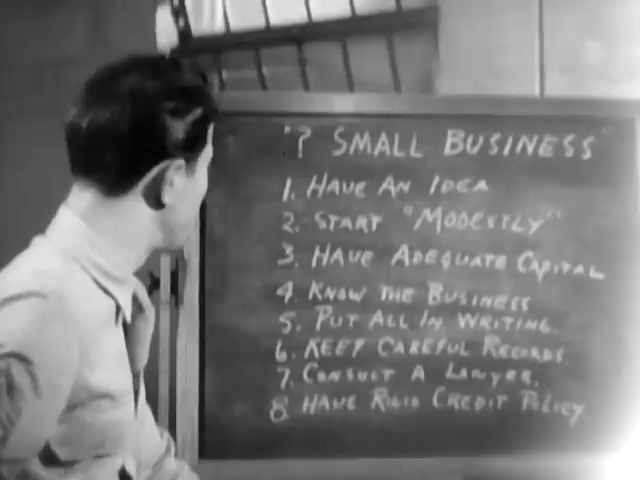 "? SMALL BUSINESS"
1. HAVE AN IDEA
2. START "MODESTLY"
3. HAVE ADEQUATE CAPITAL
4. KNOW THE BUSINESS
5. PUT ALL IN WRITING
6. KEEP CAREFUL RECORDS
7. CONSULT A LAWYER.
8. HAVE RIGID CREDIT POLICY